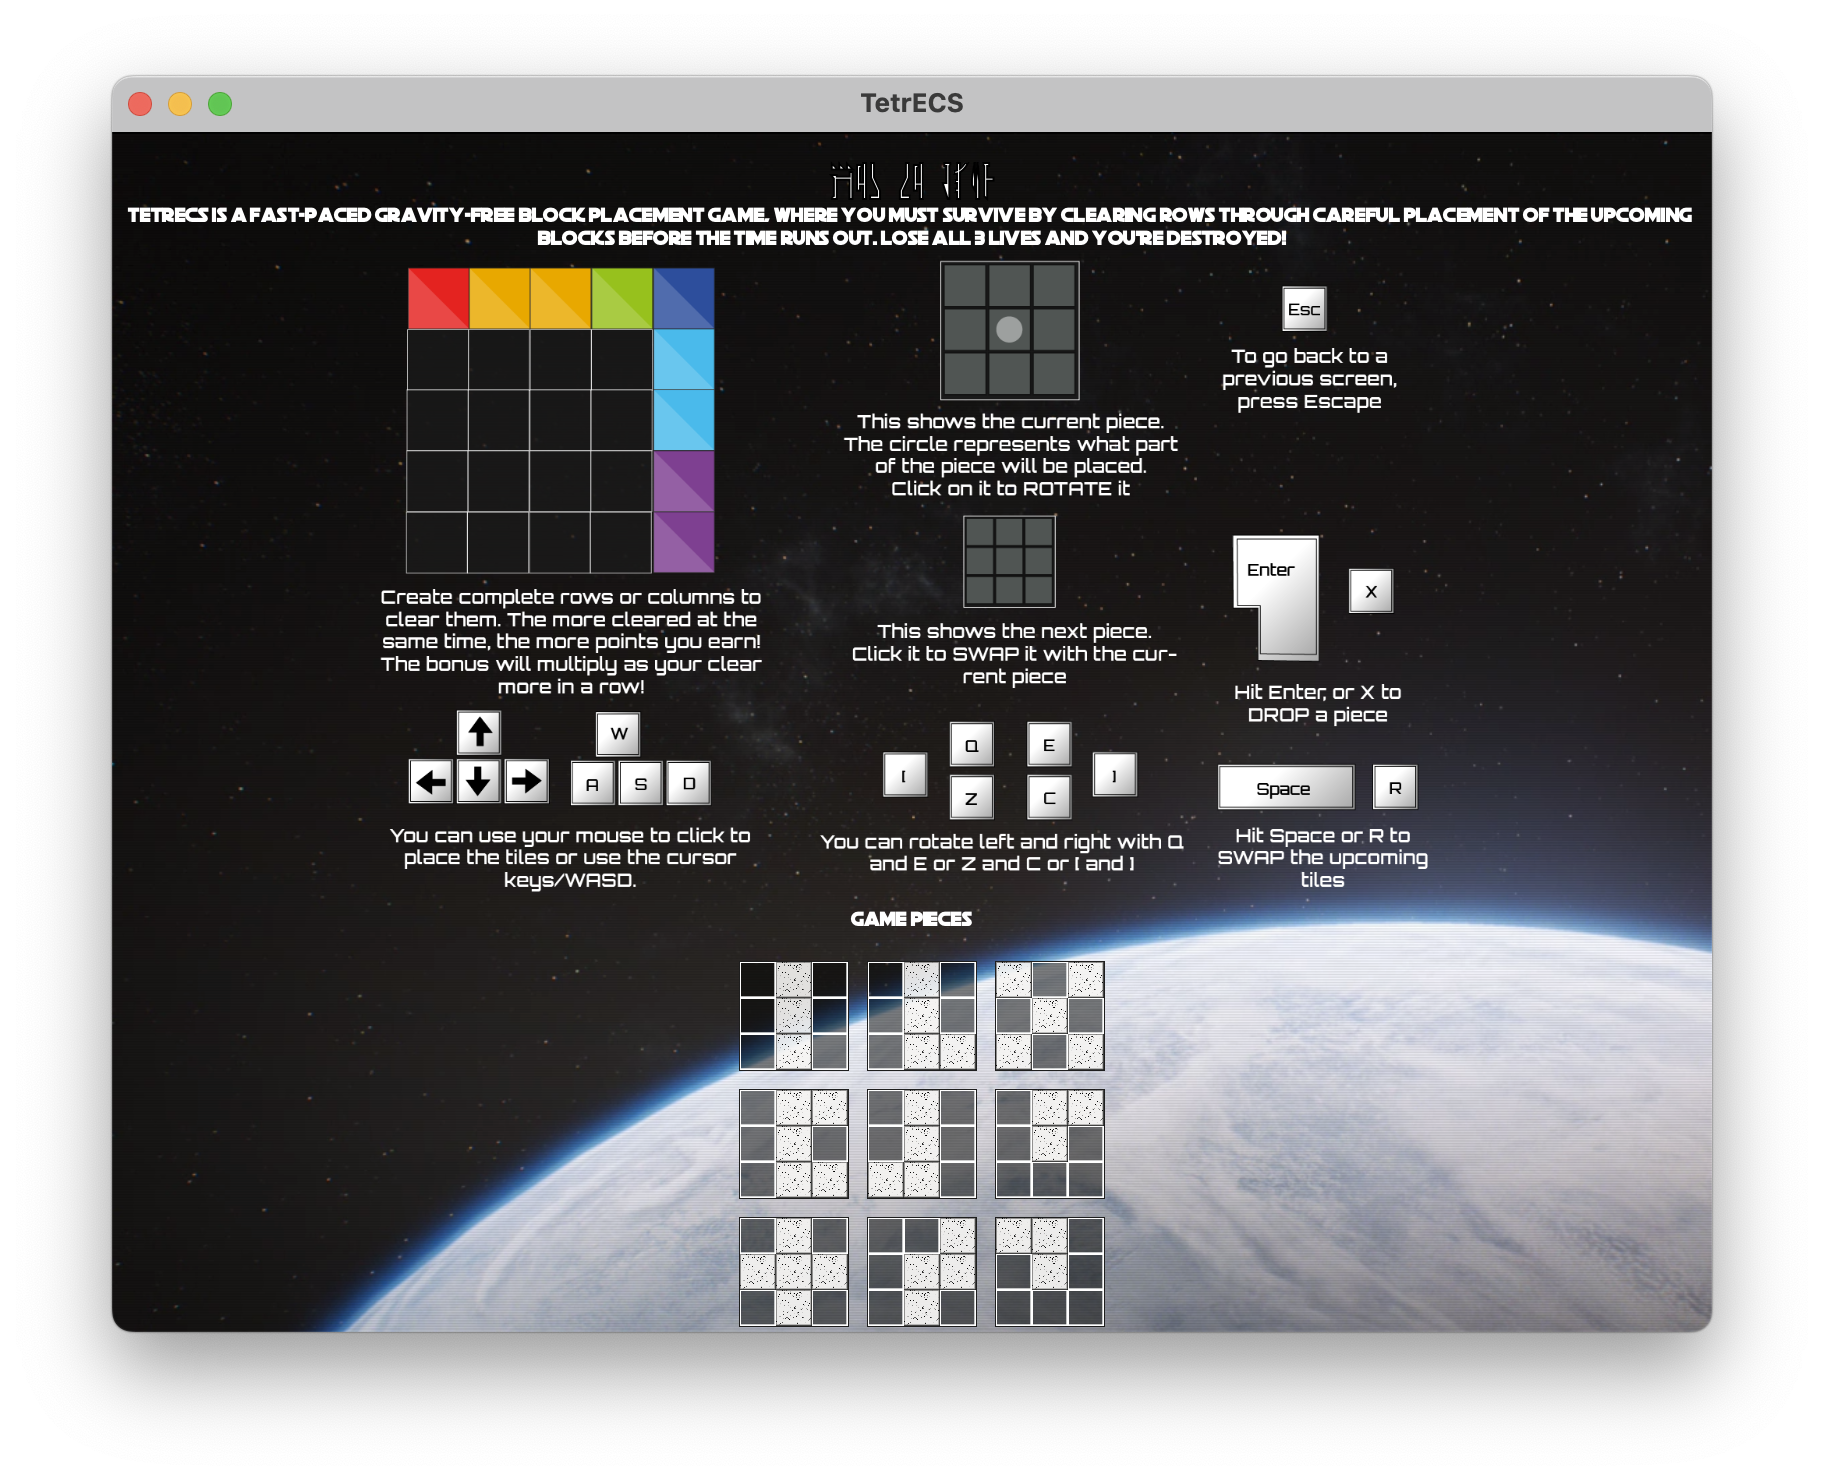 TetrECS
TETRECS IS A FAST-PACED GRAVITY-FREE BLOCK PLACEMENT GAME, WHERE YOU MUST SURVIVE BY CLEARING ROWS THROUGH CAREFUL PLACEMENT OF THE UPCOMING
BLOCKS BEFORE THE TIME RUNS OUT. LOSE ALL 3 LIVES AND YOU'RE DESTROYED!
Create complete rows or columns to
clear them. The more cleared at the
same time, the more points you earn!
The bonus will multiply as your clear
more in a row!
This shows the current piece.
The circle represents what part
of the piece will be placed.
Click on it to ROTATE it
Esc
To go back to a
previous screen,
press Escape
This shows the next piece.
Click it to SWAP it with the cur-
rent piece
Enter
X
Hit Enter, or X to
DROP a piece
W
A S D
You can use your mouse to click to
place the tiles or use the cursor
keys/WASD.
Q E
[ ]
Z C
You can rotate left and right with Q
and E or Z and C or [ and ]
Space R
Hit Space or R to
SWAP the upcoming
tiles
GAME PIECES